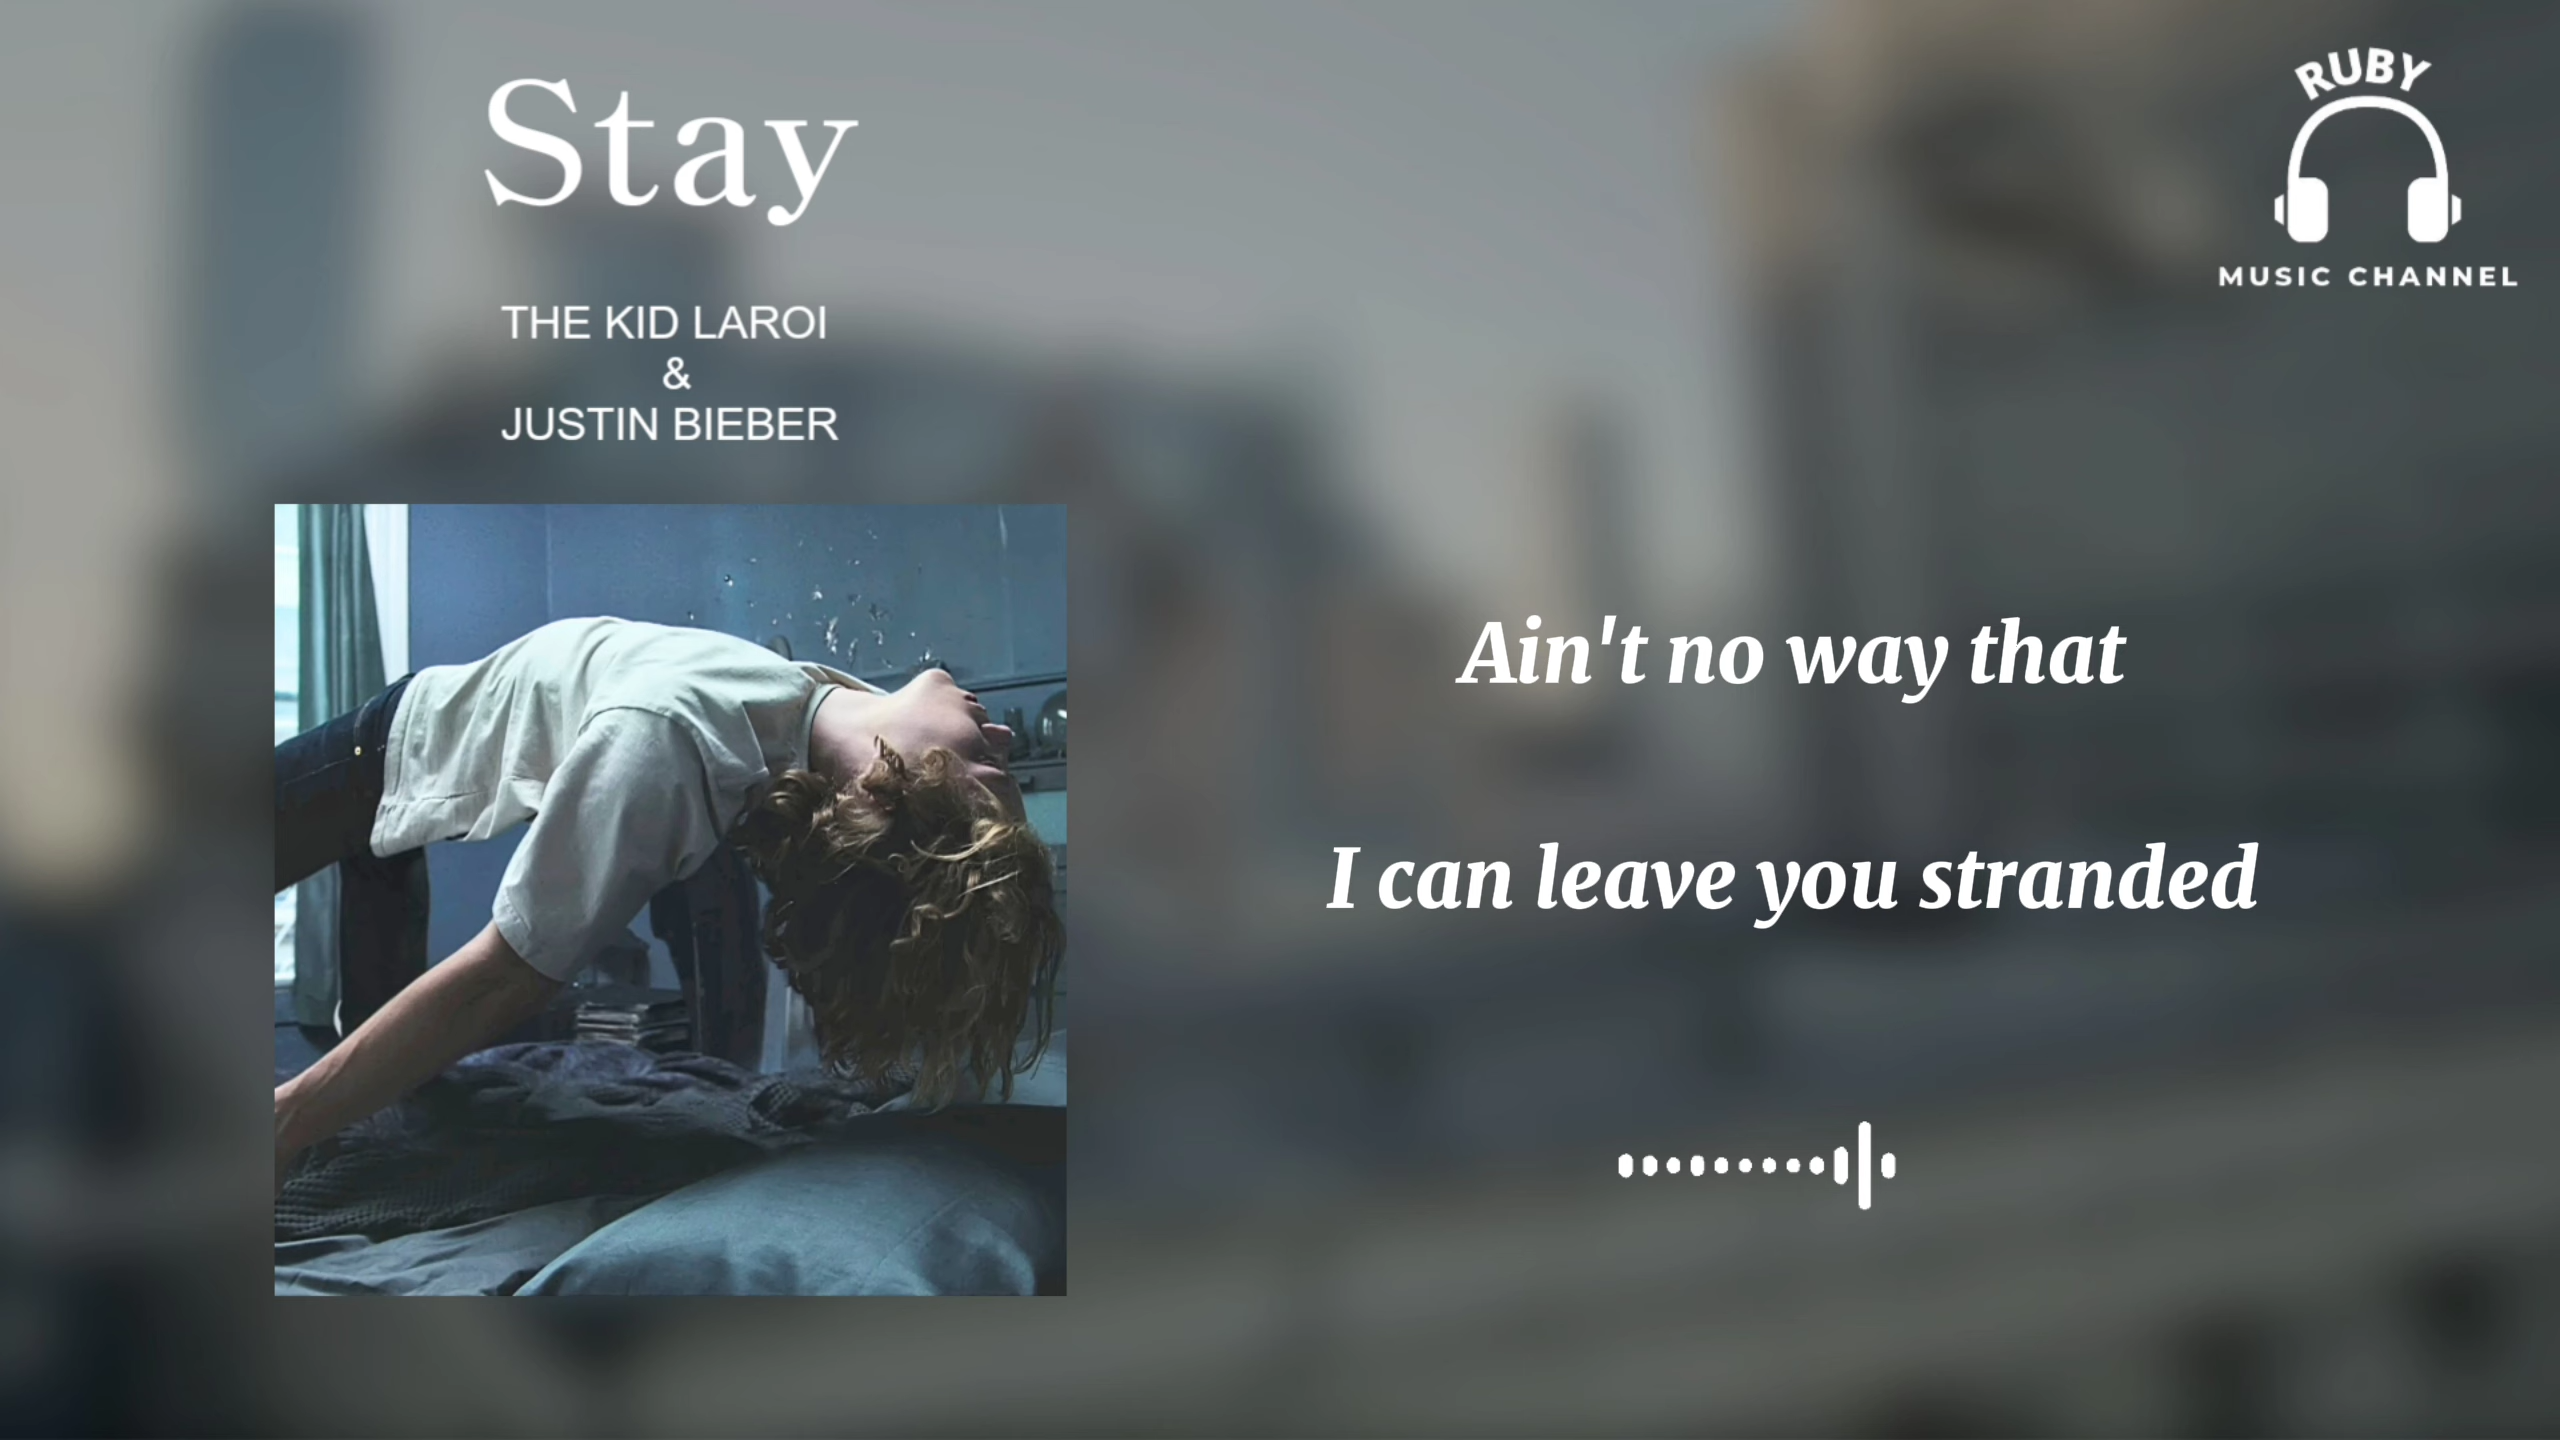 Stay
THE KID LAROI
&
JUSTIN BIEBER
RUBY
MUSIC CHANNEL
Ain't no way that
I can leave you stranded